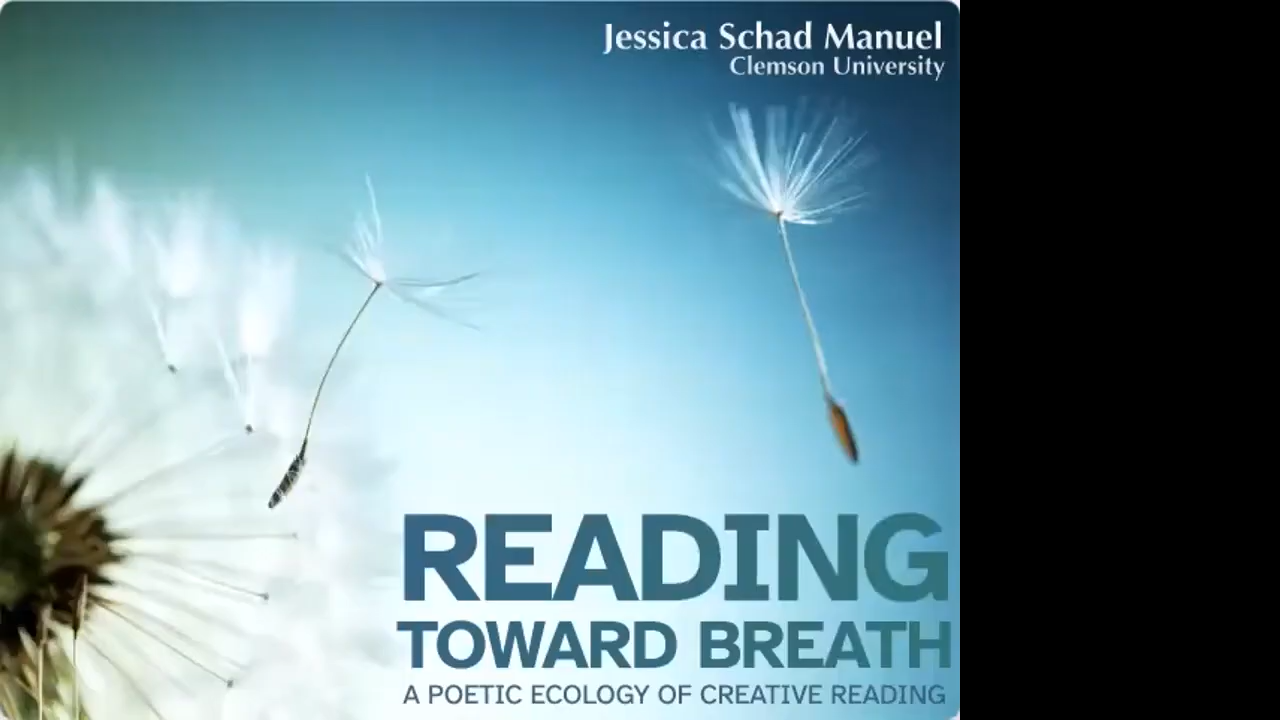 Jessica Schad Manuel
Clemson University
READING
TOWARD BREATH
A POETIC ECOLOGY OF CREATIVE READING